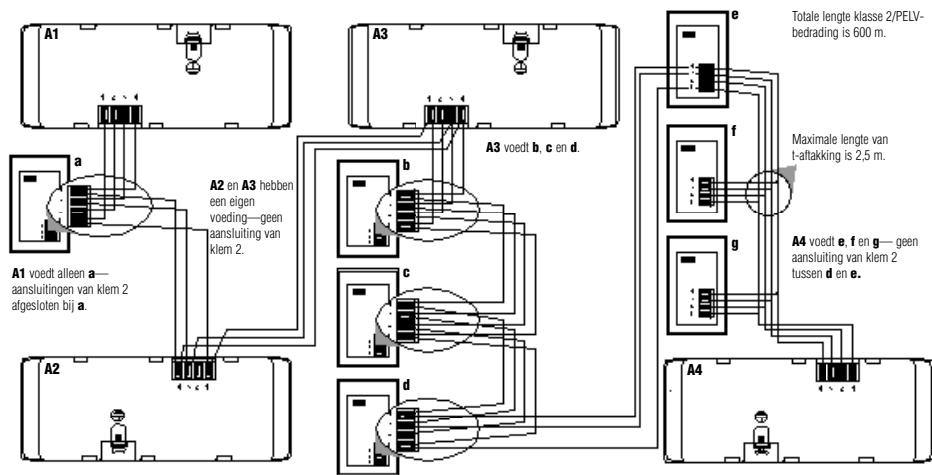 A1
A3
e
Totale lengte klasse 2/PELV-
bedrading is 600 m.
a
A2 en A3 hebben
een eigen
voeding—geen
aansluiting van
klem 2.
A3 voedt b, c en d.
b
f
Maximale lengte van
t-aftakking is 2,5 m.
g
A4 voedt e, f en g— geen
aansluiting van klem 2
tussen d en e.
A1 voedt alleen a—
aansluitingen van klem 2
afgesloten bij a.
c
A2
d
A4